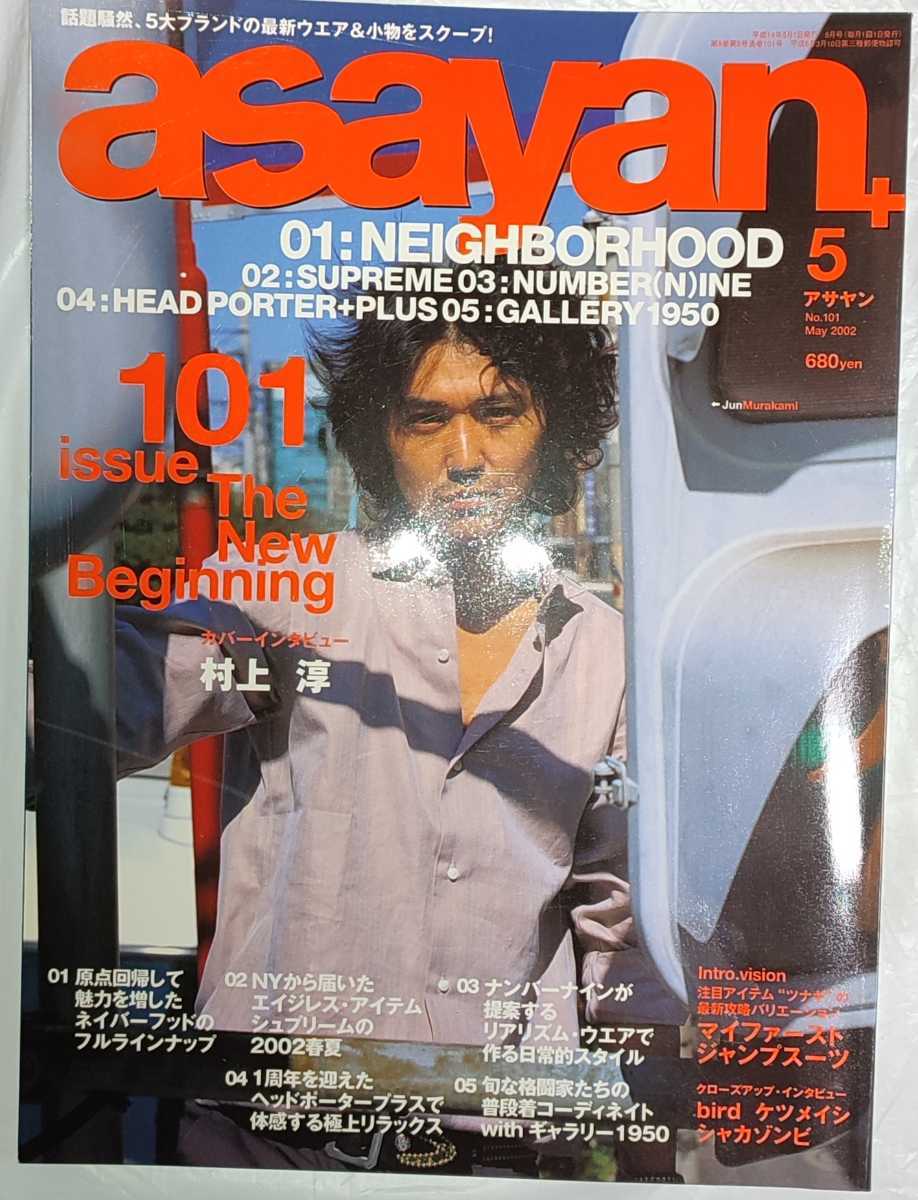 話題騒然、5大ブランドの最新ウエア&小物をスクープ!
asayan+
01:NEIGHBORHOOD
02:SUPREME 03:NUMBER(N)INE
04:HEAD PORTER+PLUS 05:GALLERY1950
5
アサヤン
No.101
May 2002
680yen
←JunMurakami
101
issue
The
New
Beginning
カバーインタビュー
村上 淳
01 原点回帰して
魅力を増した
ネイバーフッドの
フルラインナップ
02 NYから届いた
エイジレス・アイテム
シュプリームの
2002春夏
03 ナンバーナインが
提案する
リアリズム・ウエアで
作る日常的スタイル
04 1周年を迎えた
ヘッドポータープラスで
体感する極上リラックス
05 旬な格闘家たちの
普段着コーディネイト
with ギャラリー1950
Intro.vision
注目アイテム“ツナギ”の
最新攻略バリエーション
マイファースト
ジャンプスーツ
クローズアップ・インタビュー
bird ケツメイシ
シャカゾンビ